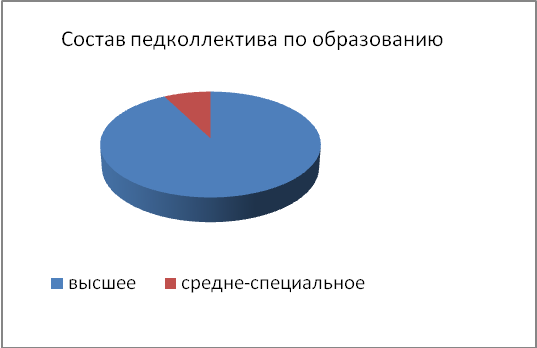 Состав педколлектива по образованию
высшее средне-специальное